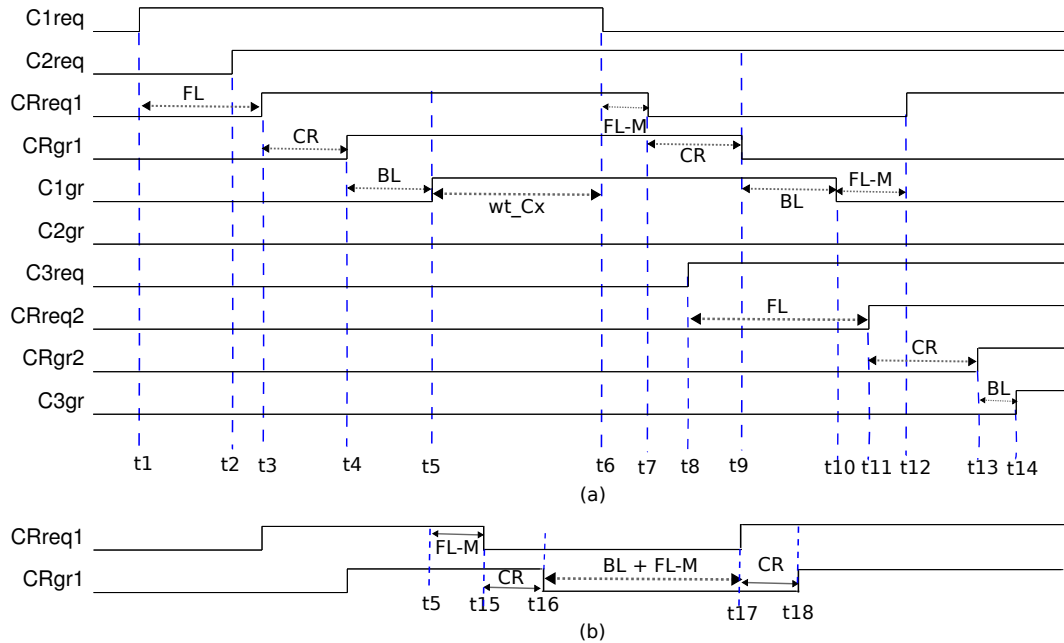 C1req
C2req
CRreq1 FL
FL-M
CRgr1 CR CR
BL FL-M
C1gr wt_Cx BL
C2gr
C3req
FL
CRreq2
CR
CRgr2
BL
C3gr
t1 t2 t3 t4 t5 t6 t7 t8 t9 t10 t11 t12 t13 t14
(a)
CRreq1
FL-M
CRgr1 CR BL + FL-M CR
t5 t15 t16 t17 t18
(b)